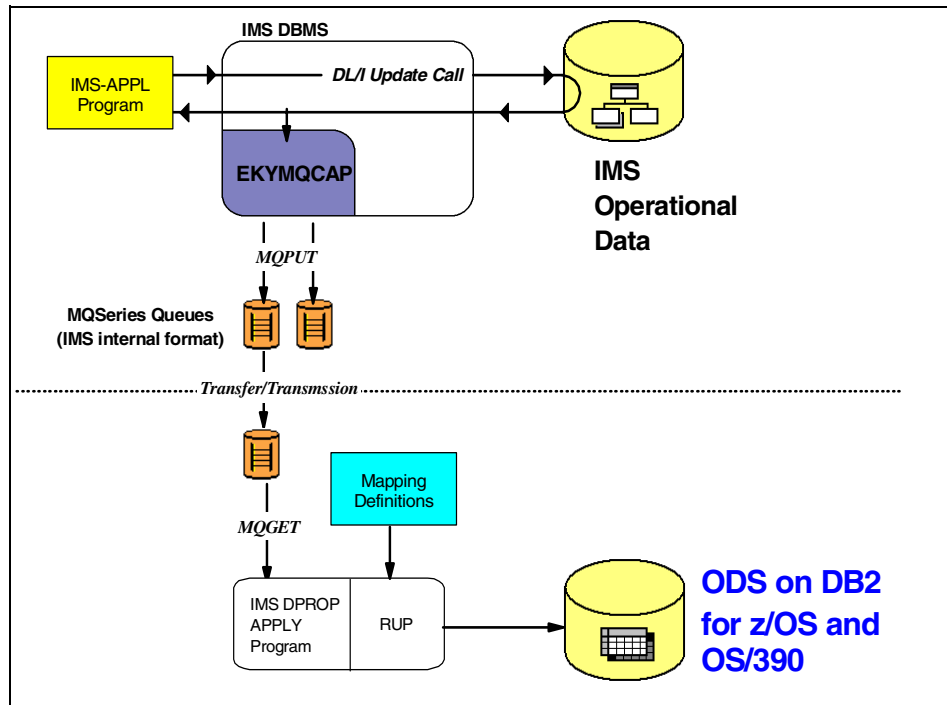 IMS DBMS
IMS-APPL
Program
DL/I Update Call
EKYMQCAP
IMS
Operational
Data
MQPUT
MQSeries Queues
(IMS internal format)
Transfer/Transmssion
Mapping
Definitions
MQGET
IMS DPROP
APPLY
Program
RUP
ODS on DB2
for z/OS and
OS/390